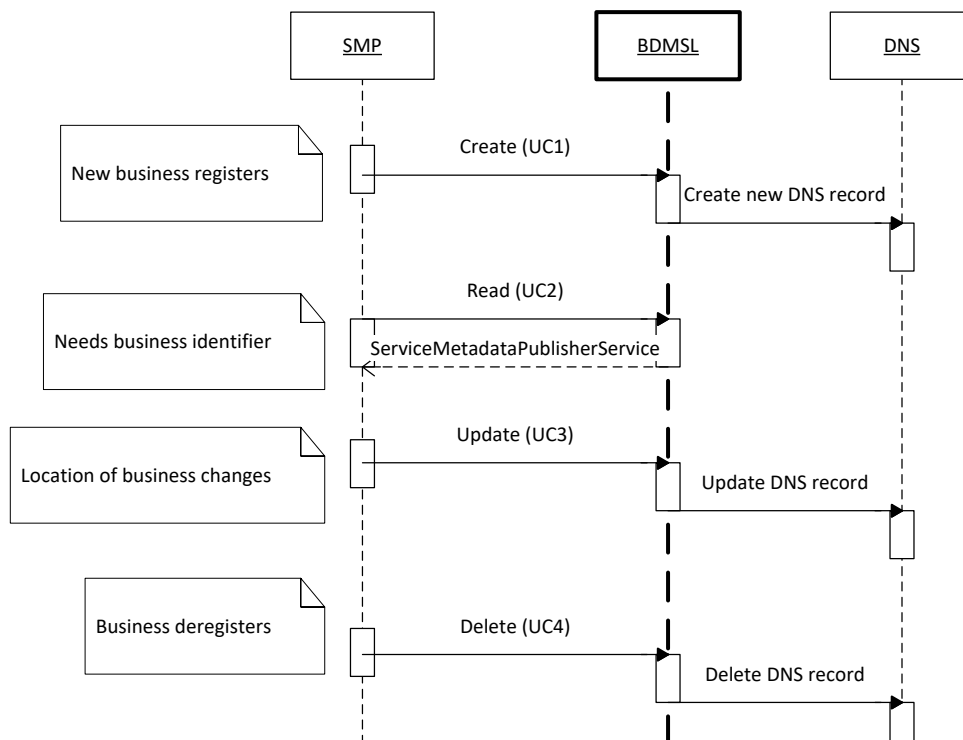 SMP
BDMSL
DNS
New business registers
Create (UC1)
Create new DNS record
Read (UC2)
Needs business identifier
ServiceMetadataPublisherService
Location of business changes
Update (UC3)
Update DNS record
Business deregisters
Delete (UC4)
Delete DNS record